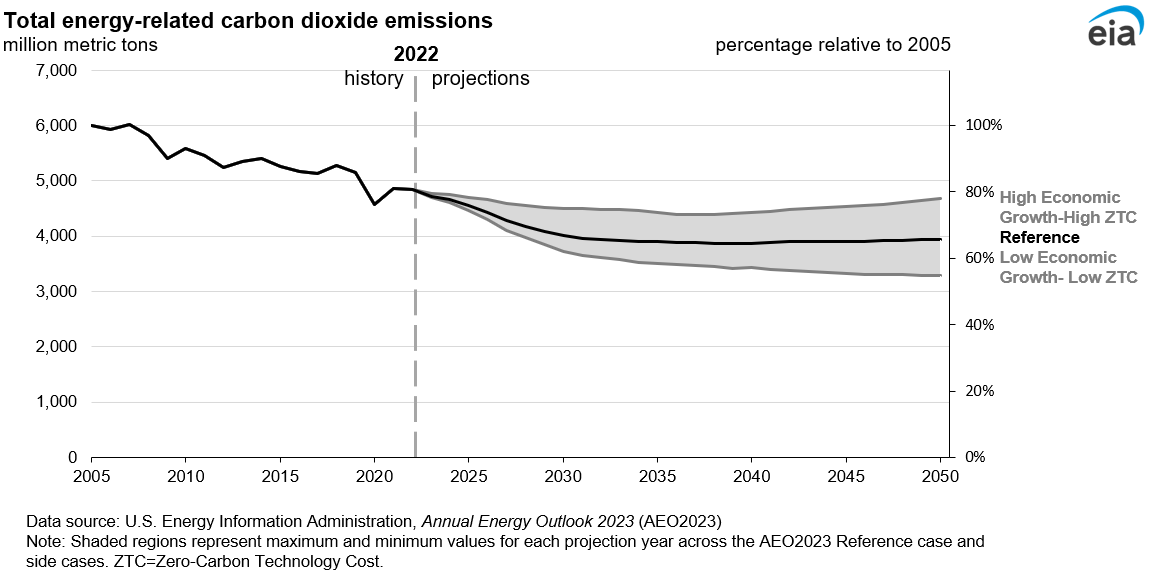 Total energy-related carbon dioxide emissions
million metric tons
percentage relative to 2005
eia
2022
history
projections
7,000
6,000
5,000
4,000
3,000
2,000
1,000
0
100%
80%
60%
40%
20%
0%
High Economic
Growth-High ZTC
Reference
Low Economic
Growth- Low ZTC
2005
2010
2015
2020
2025
2030
2035
2040
2045
2050
Data source: U.S. Energy Information Administration, Annual Energy Outlook 2023 (AEO2023)
Note: Shaded regions represent maximum and minimum values for each projection year across the AEO2023 Reference case and
side cases. ZTC=Zero-Carbon Technology Cost.